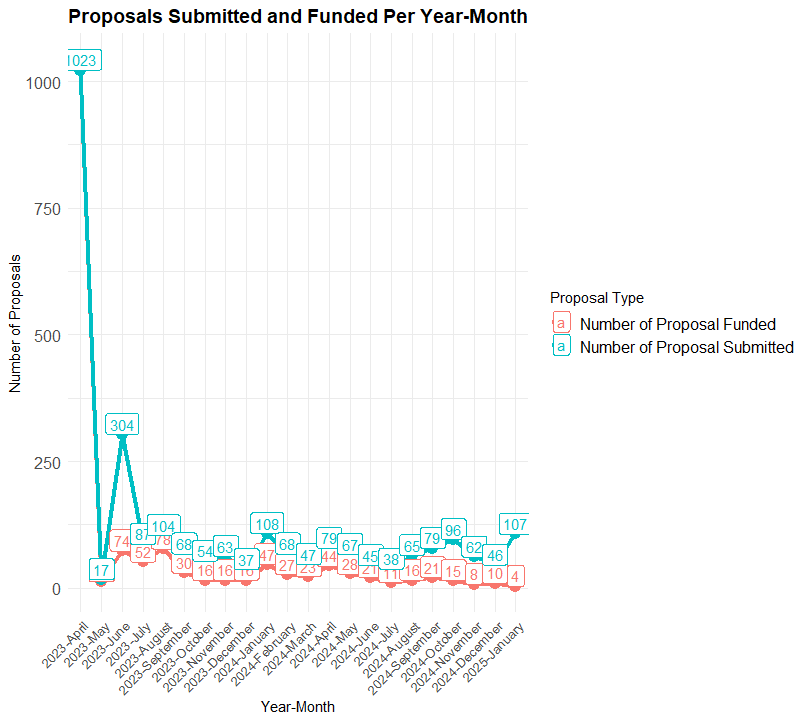 Proposals Submitted and Funded Per Year-Month
Number of Proposals
1000
750
500
250
0
1023
17
304
87
104
68
54
63
37
108
68
47
79
67
45
38
65
79
96
62
46
107
74
52
78
30
16
16
16
47
27
23
44
28
21
11
16
21
15
8
10
4
2023-April
2023-May
2023-June
2023-July
2023-August
2023-September
2023-October
2023-November
2023-December
2024-January
2024-February
2024-March
2024-April
2024-May
2024-June
2024-July
2024-August
2024-September
2024-October
2024-November
2024-December
2025-January
Year-Month
Proposal Type
a Number of Proposal Funded
a Number of Proposal Submitted